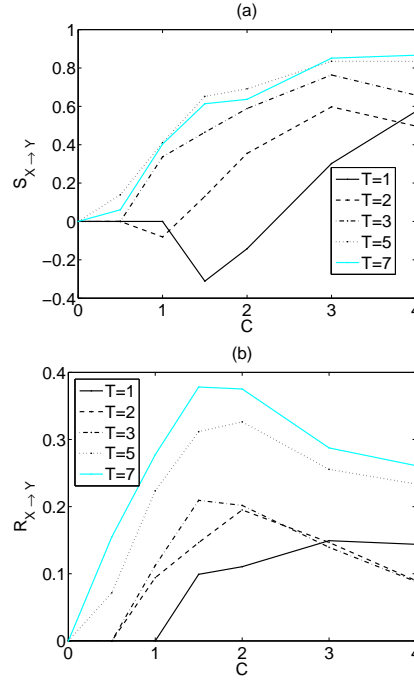 (a)
1
0.8
0.6
0.4
0.2
0
-0.2
-0.4
S X → Y
T=1
T=2
T=3
T=5
T=7
0 1 2 3 4
C
(b)
0.4
0.3
0.2
0.1
0
R X → Y
T=1
T=2
T=3
T=5
T=7
0 1 2 3 4
C